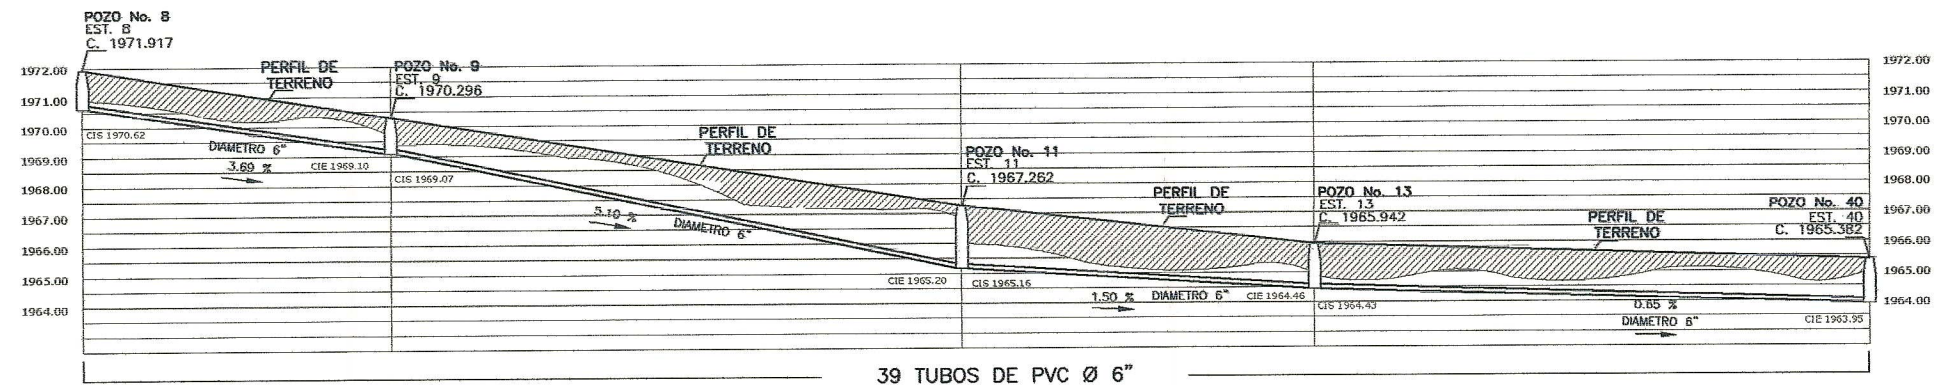 POZO No. 8
EST. 8
C. 1971.917
1972.00
1971.00
1970.00
1969.00
1968.00
1967.00
1966.00
1965.00
1964.00
PERFIL DE
TERRENO
CIS 1970.62
DIAMETRO 6"
3.69 %
CIE 1969.10
POZO No. 9
EST. 9
C. 1970.296
CIS 1969.07
PERFIL DE
TERRENO
5.10 %
DIAMETRO 6"
CIE 1965.20
POZO No. 11
EST. 11
C. 1967.262
CIS 1965.16
PERFIL DE
TERRENO
1.50 % DIAMETRO 6"
CIE 1964.46
POZO No. 13
EST. 13
C. 1965.942
CIS 1964.43
PERFIL DE
TERRENO
0.85 %
DIAMETRO 6"
POZO No. 40
EST. 40
C. 1965.382
CIE 1963.95
1972.00
1971.00
1970.00
1969.00
1968.00
1967.00
1966.00
1965.00
1964.00
39 TUBOS DE PVC Ø 6”